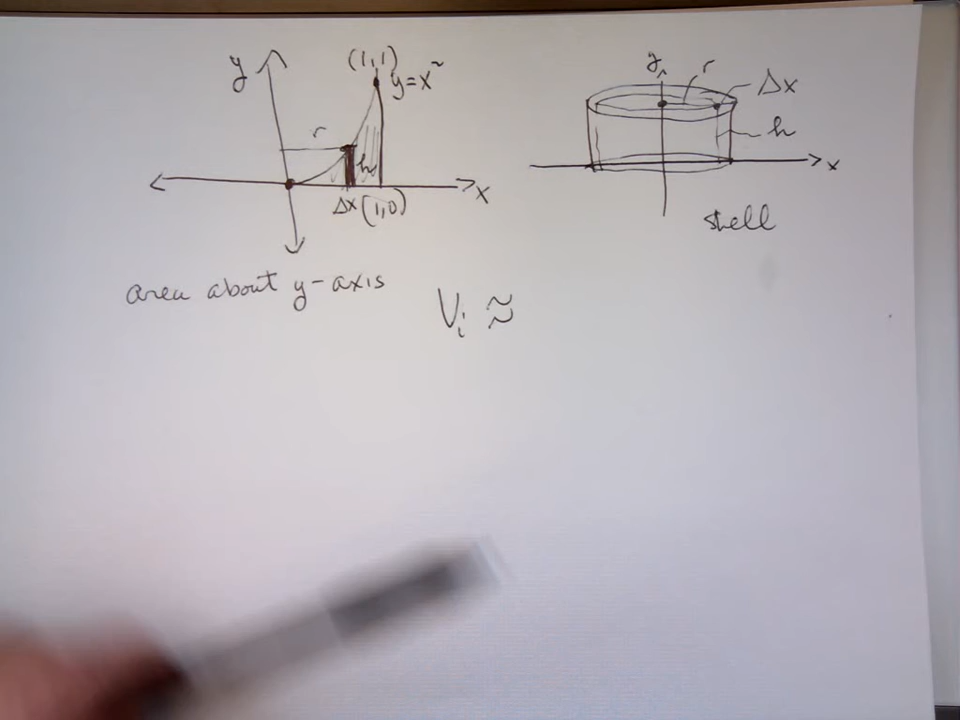 (1,1)
y
y=x²
r
h
x
Δx (1,0)
y
r
Δx
h
x
shell
area about y-axis
Vi ≈